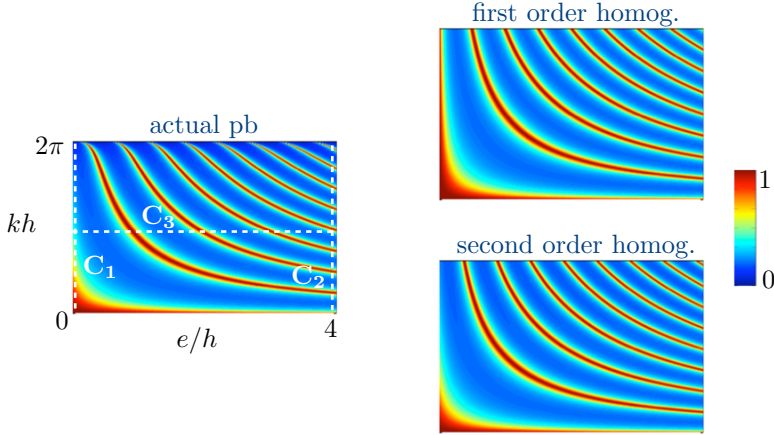 first order homog.
actual pb
2π
kh
C₃
C₁
C₂
0
e/h
4
second order homog.
1
0